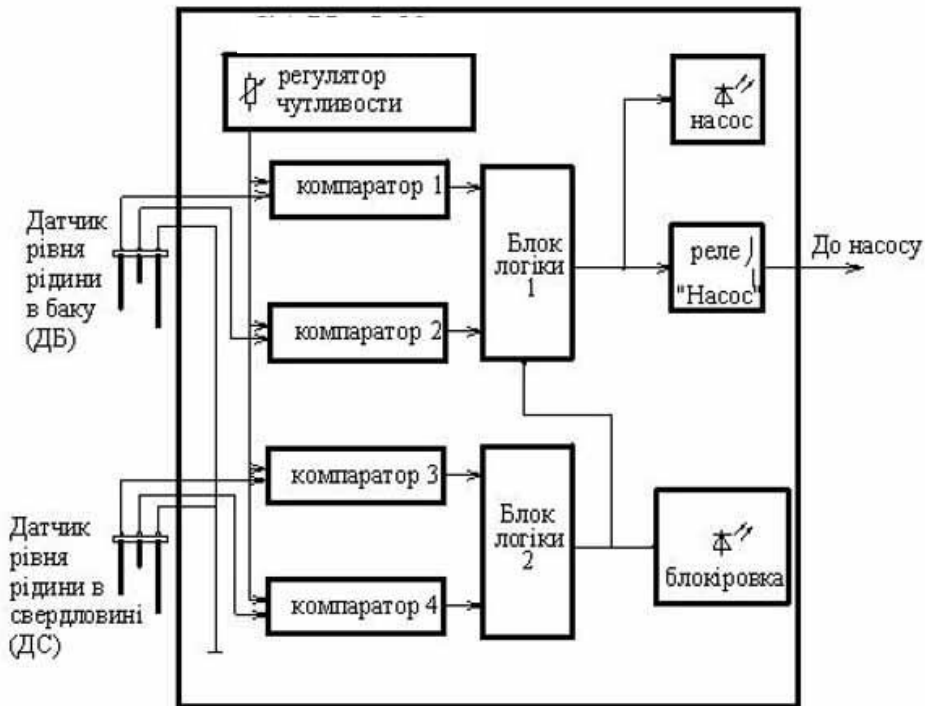 регулятор
чутливости
насос
компаратор 1
Датчик
рівня
рідини
в баку
(ДБ)
Блок
логіки
1
реле
"Насос"
До насосу
компаратор 2
компаратор 3
Датчик
рівня
рідини в
свердловині
(ДС)
Блок
логіки
2
блокіровка
компаратор 4